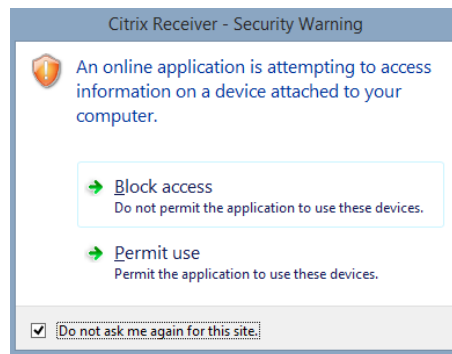 Citrix Receiver - Security Warning
An online application is attempting to access
information on a device attached to your
computer.
Block access
Do not permit the application to use these devices.
Permit use
Permit the application to use these devices.
Do not ask me again for this site.